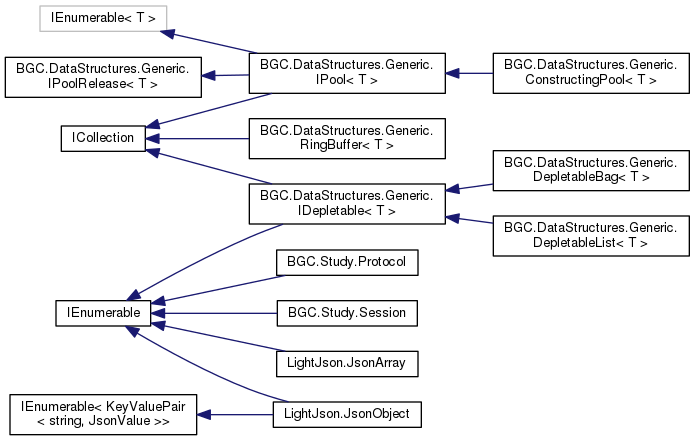 IEnumerable< T >
BGC.DataStructures.Generic.
IPoolRelease< T >
ICollection
IEnumerable
IEnumerable< KeyValuePair
< string, JsonValue >>
BGC.DataStructures.Generic.
IPool< T >
BGC.DataStructures.Generic.
RingBuffer< T >
BGC.DataStructures.Generic.
IDepletable< T >
BGC.Study.Protocol
BGC.Study.Session
LightJson.JsonArray
LightJson.JsonObject
BGC.DataStructures.Generic.
ConstructingPool< T >
BGC.DataStructures.Generic.
DepletableBag< T >
BGC.DataStructures.Generic.
DepletableList< T >